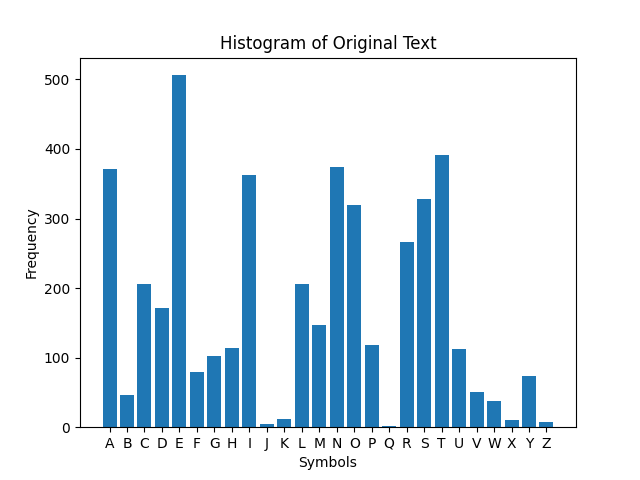 Histogram of Original Text
Frequency
500
400
300
200
100
0
A B C D E F G H I J K L M N O P Q R S T U V W X Y Z
Symbols